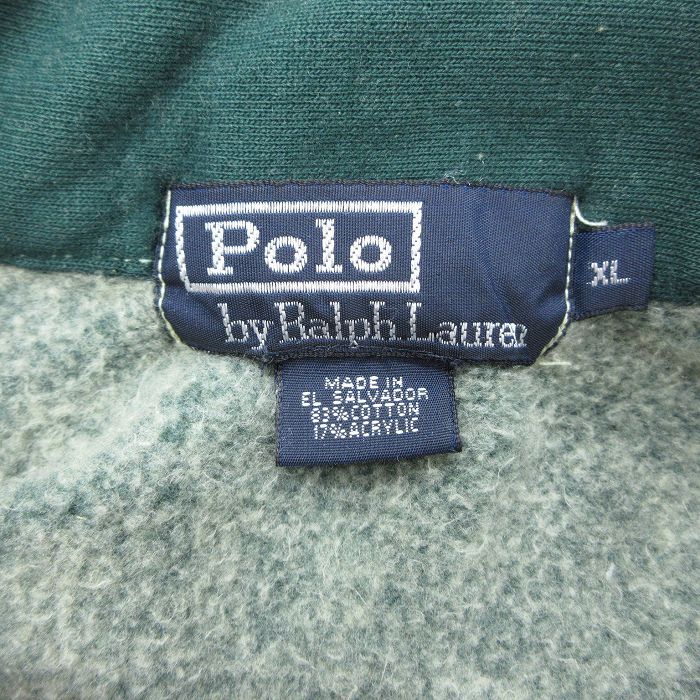 Polo
by Ralph Lauren
XL
MADE IN
EL SALVADOR
83% COTTON
17% ACRYLIC